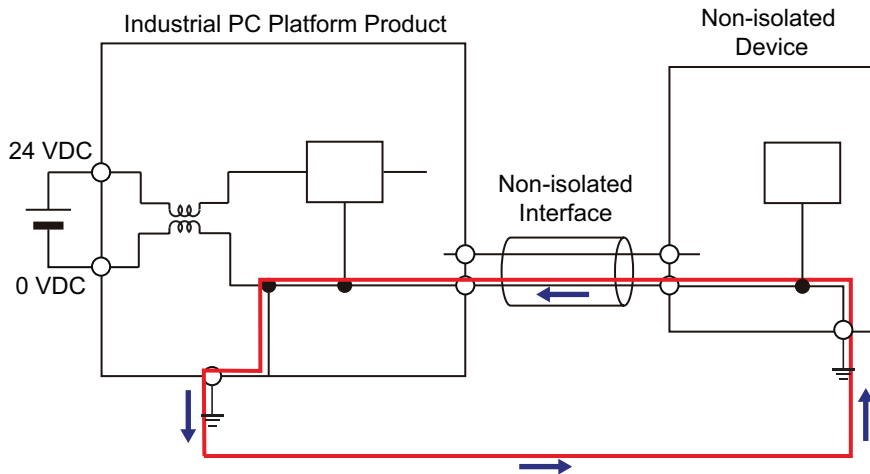 Industrial PC Platform Product
Non-isolated
Device
24 VDC
Non-isolated
Interface
0 VDC